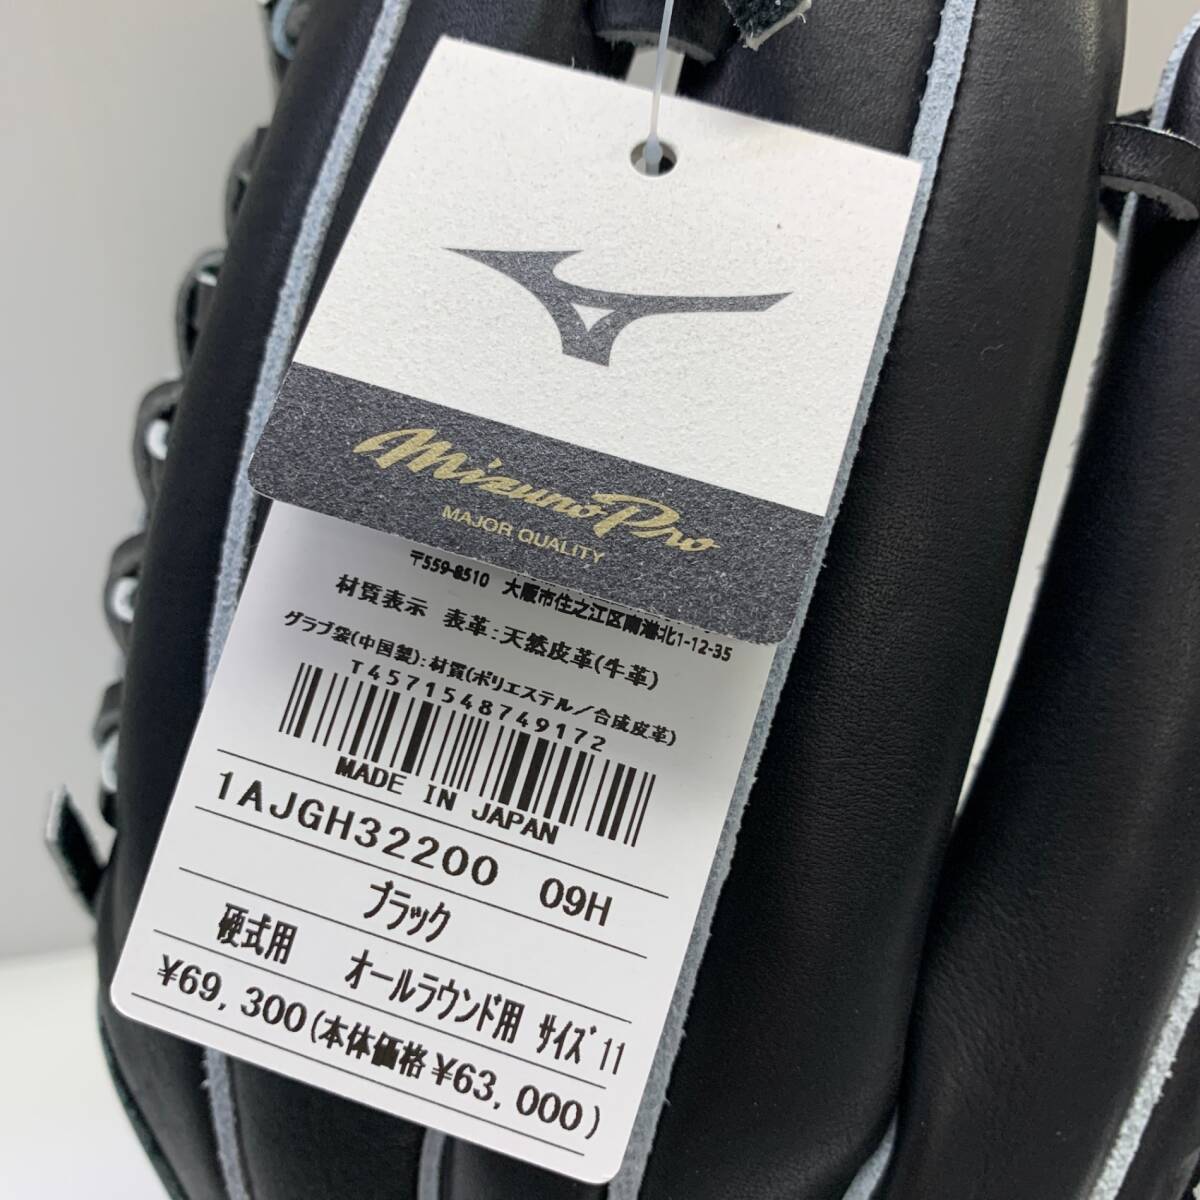 Mizuno Pro
MAJOR QUALITY
〒559-8510 大阪市住之江区南港北1-12-35
材質表示 表革:天然皮革(牛革)
グラブ袋(中国製):材質(ポリエステル/合成皮革)
T4571548749172
MADE IN JAPAN
1AJGH32200 09H
ブラック
硬式用 オールラウンド用 サイズ11
¥69,300(本体価格¥63,000)